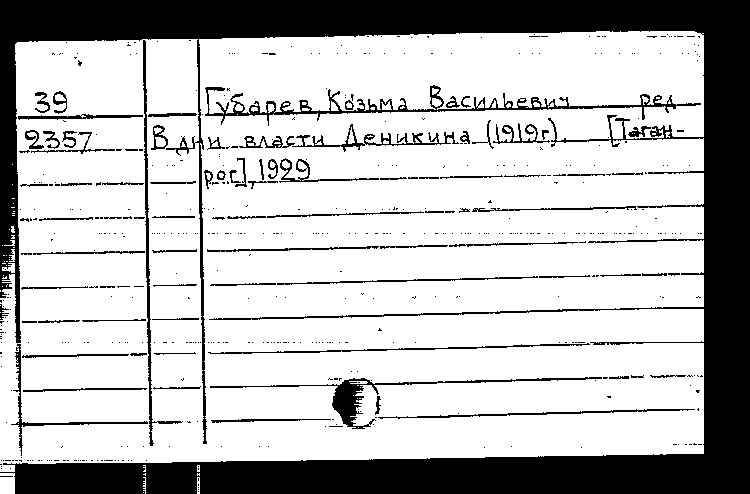 39 Губарев, Козьма Васильевич ред
2357 В дни власти Деникина (1919г). [Таган-
рог], 1929